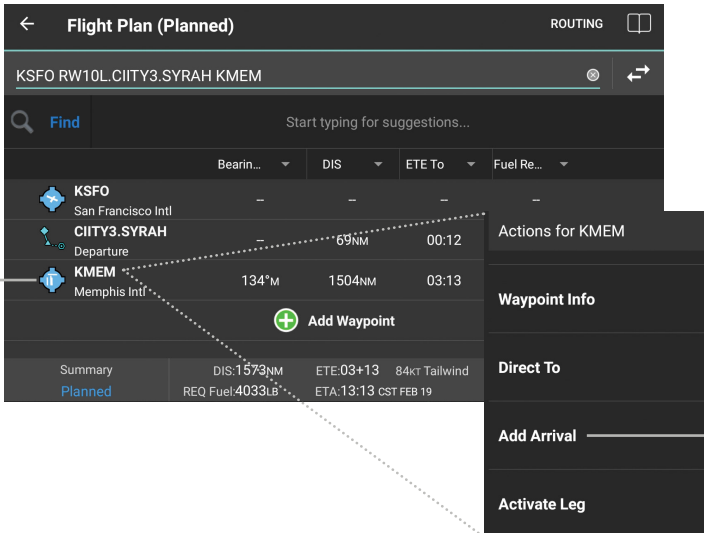 Flight Plan (Planned)
ROUTING
KSFO RW10L.CIITY3.SYRAH KMEM
Find
Start typing for suggestions...
Bearin... DIS ETE To Fuel Re...
KSFO
San Francisco Intl
-- -- -- --
CIITY3.SYRAH
Departure
-- 69NM 00:12
KMEM
Memphis Intl
134°M 1504NM 03:13
Add Waypoint
Summary DIS:1573NM ETE:03+13 84KT Tailwind
Planned REQ Fuel:4033LB ETA:13:13 CST FEB 19
Actions for KMEM
Waypoint Info
Direct To
Add Arrival
Activate Leg